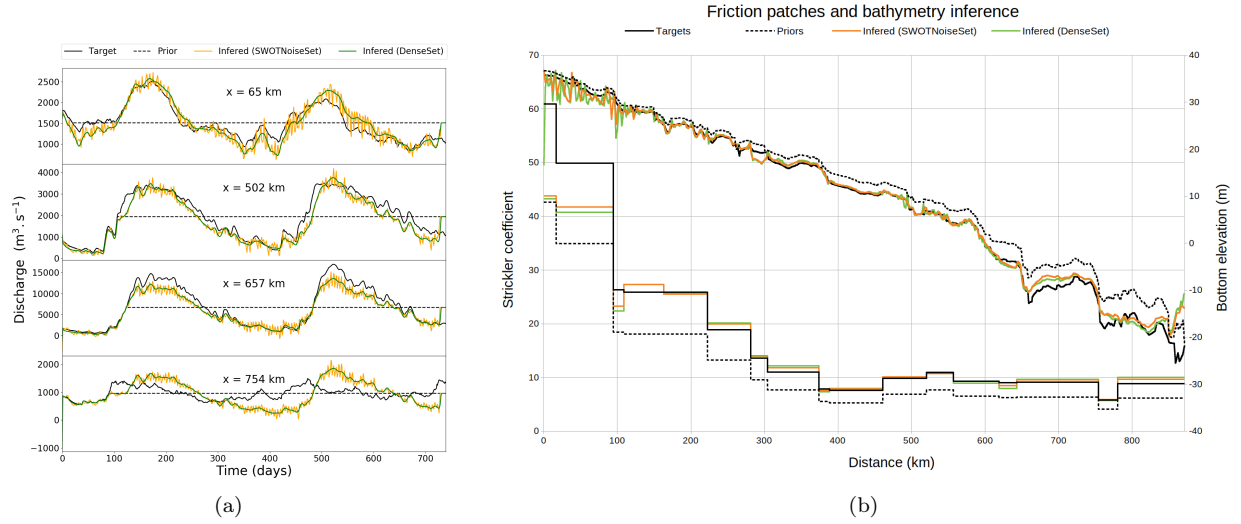 Target Prior Infered (SWOTNoiseSet) Infered (DenseSet)
2500
2000
1500
1000
x = 65 km
4000
3000
2000
1000
0
x = 502 km
15000
10000
5000
0
x = 657 km
2000
1000
0
−1000
x = 754 km
Discharge (m³.s⁻¹)
0 100 200 300 400 500 600 700
Time (days)
(a)
Friction patches and bathymetry inference
Targets Priors Infered (SWOTNoiseSet) Infered (DenseSet)
70
60
50
40
30
20
10
0
Strickler coefficient
40
30
20
10
0
-10
-20
-30
-40
Bottom elevation (m)
0 100 200 300 400 500 600 700 800
Distance (km)
(b)